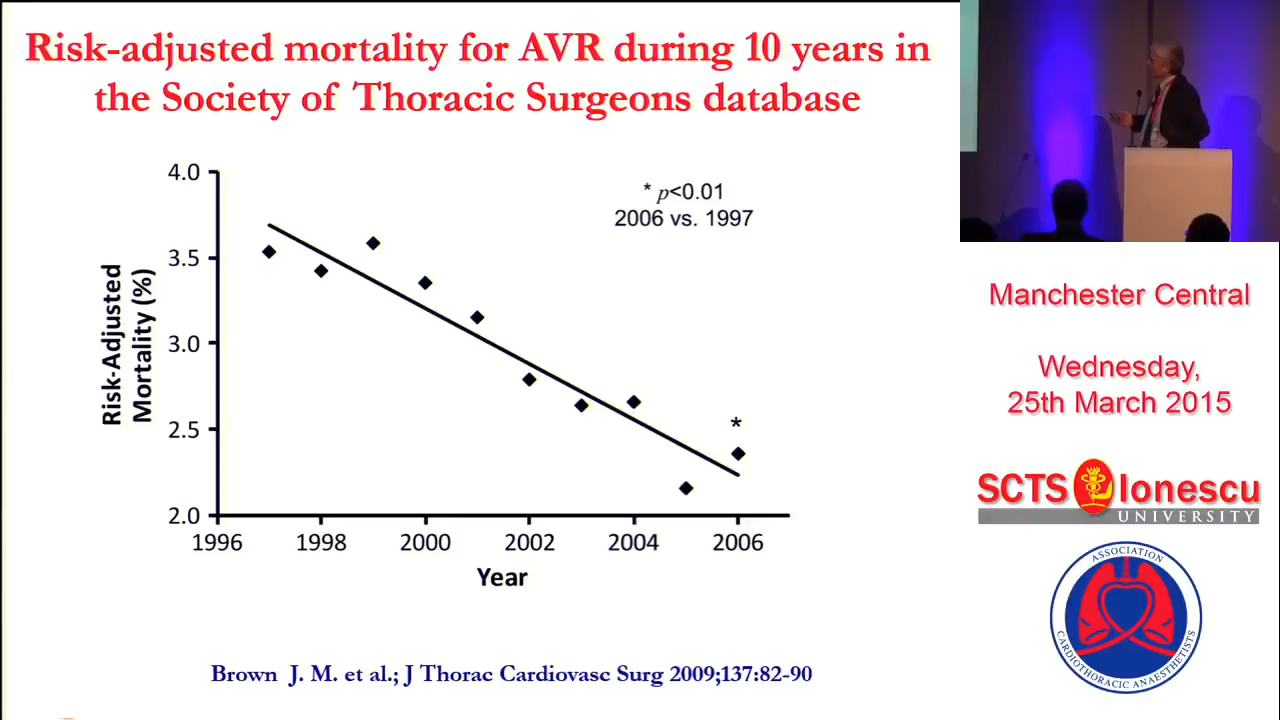 Risk-adjusted mortality for AVR during 10 years in
the Society of Thoracic Surgeons database
4.0
3.5
3.0
2.5
2.0
Risk-Adjusted
Mortality (%)
* p<0.01
2006 vs. 1997
*
1996 1998 2000 2002 2004 2006
Year
Brown J. M. et al.; J Thorac Cardiovasc Surg 2009;137:82-90
Manchester Central
Wednesday,
25th March 2015
SCTS Ionescu
UNIVERSITY
ASSOCIATION
CARDIOTHORACIC ANAESTHETISTS